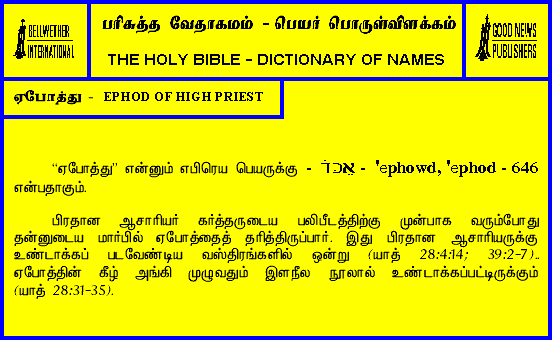 BELLWETHER
INTERNATIONAL
பரிசுத்த வேதாகமம் - பெயர் பொருள்விளக்கம்
THE HOLY BIBLE - DICTIONARY OF NAMES
GOOD NEWS
PUBLISHERS
ஏபோத்து - EPHOD OF HIGH PRIEST
“ஏபோத்து” என்னும் எபிரெய பெயருக்கு - אֵכוֹד - 'ephowd, 'ephod - 646
என்பதாகும்.
பிரதான ஆசாரியர் கர்த்தருடைய பலிபீடத்திற்கு முன்பாக வரும்போது
தன்னுடைய மார்பில் ஏபோத்தைத் தரித்திருப்பார். இது பிரதான ஆசாரியருக்கு
உண்டாக்கப் படவேண்டிய வஸ்திரங்களில் ஒன்று (யாத் 28:4:14; 39:2-7)..
ஏபோத்தின் கீழ் அங்கி முழுவதும் இளநீல நூலால் உண்டாக்கப்பட்டிருக்கும்
(யாத் 28:31-35).